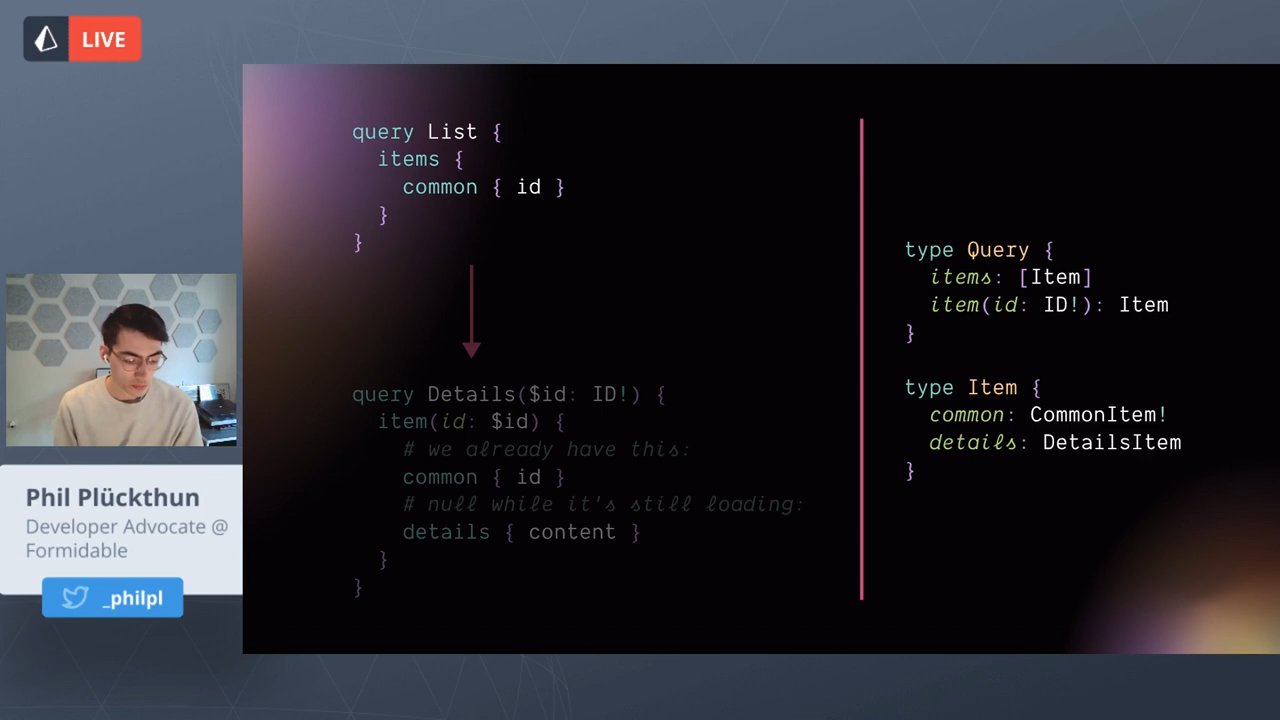 LIVE
query List {
items {
common { id }
}
}
query Details($id: ID!) {
item(id: $id) {
# we already have this:
common { id }
# null while it's still loading:
details { content }
}
}
type Query {
items: [Item]
item(id: ID!): Item
}
type Item {
common: CommonItem!
details: DetailsItem
}
Phil Plückthun
Developer Advocate @
Formidable
_philpl